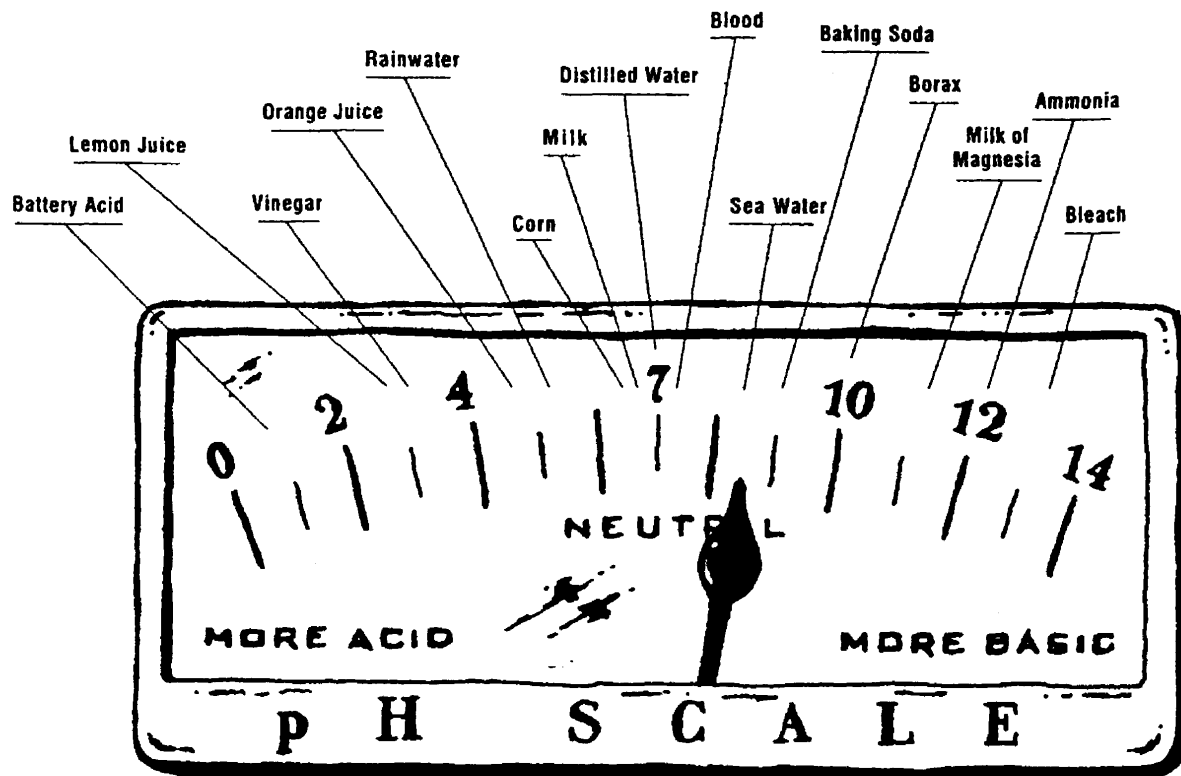 Blood
Baking Soda
Rainwater
Distilled Water
Borax
Ammonia
Orange Juice
Lemon Juice
Milk
Milk of
Magnesia
Battery Acid
Vinegar
Corn
Sea Water
Bleach
0 2 4 7 10 12 14
NEUTRAL
MORE ACID
MORE BASIC
pH SCALE